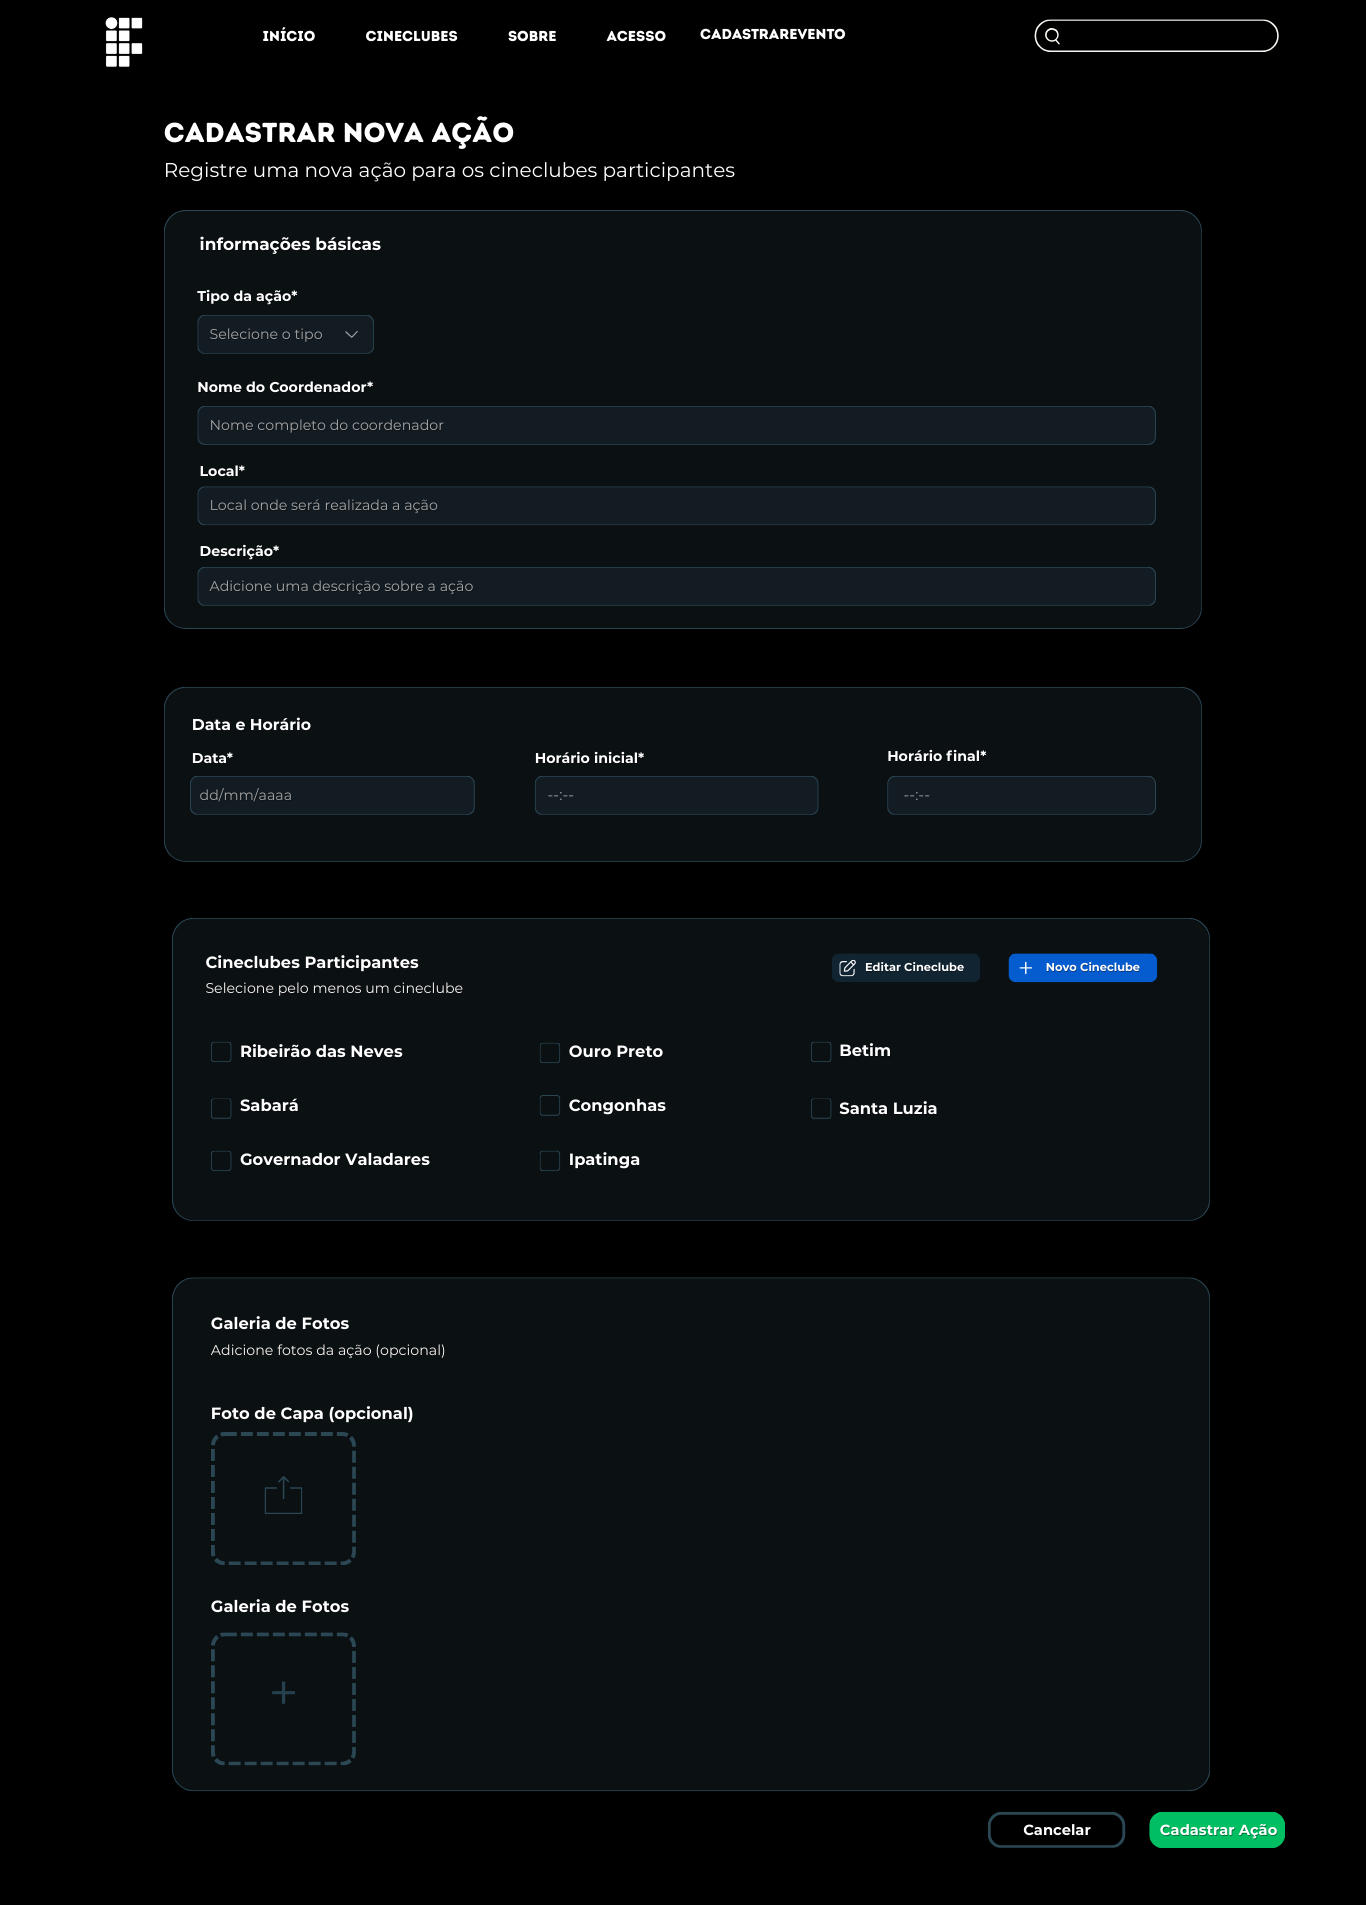 INÍCIO CINECLUBES SOBRE ACESSO CADASTRAREVENTO
CADASTRAR NOVA AÇÃO
Registre uma nova ação para os cineclubes participantes
informações básicas
Tipo da ação*
Selecione o tipo
Nome do Coordenador*
Nome completo do coordenador
Local*
Local onde será realizada a ação
Descrição*
Adicione uma descrição sobre a ação
Data e Horário
Data* Horário inicial* Horário final*
dd/mm/aaaa --:-- --:--
Cineclubes Participantes Editar Cineclube Novo Cineclube
Selecione pelo menos um cineclube
Ribeirão das Neves Ouro Preto Betim
Sabará Congonhas Santa Luzia
Governador Valadares Ipatinga
Galeria de Fotos
Adicione fotos da ação (opcional)
Foto de Capa (opcional)
Galeria de Fotos
Cancelar Cadastrar Ação